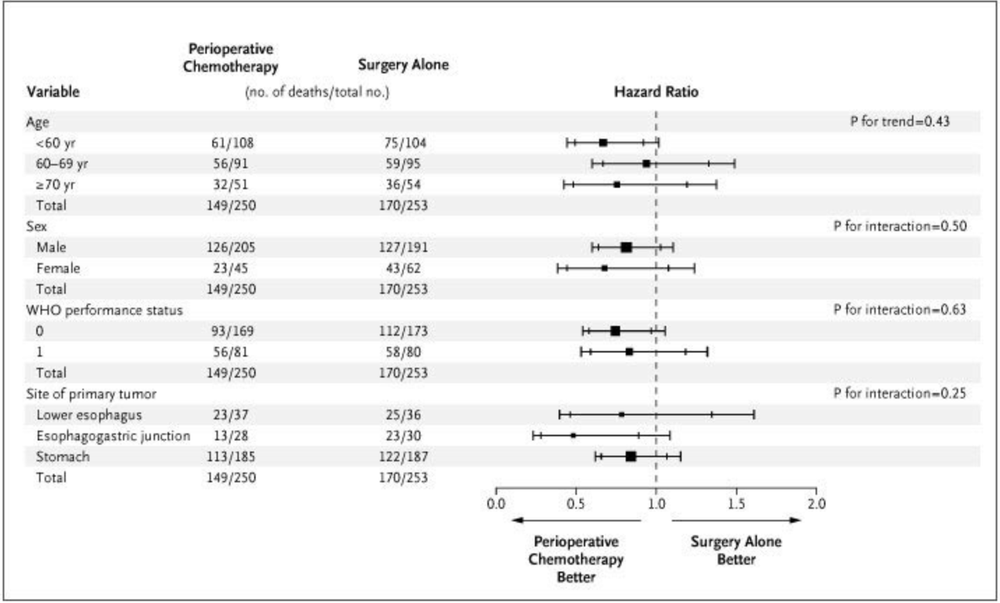 Perioperative
Chemotherapy
Surgery Alone
Variable (no. of deaths/total no.) Hazard Ratio
Age P for trend=0.43
<60 yr 61/108 75/104
60–69 yr 56/91 59/95
≥70 yr 32/51 36/54
Total 149/250 170/253
Sex P for interaction=0.50
Male 126/205 127/191
Female 23/45 43/62
Total 149/250 170/253
WHO performance status P for interaction=0.63
0 93/169 112/173
1 56/81 58/80
Total 149/250 170/253
Site of primary tumor P for interaction=0.25
Lower esophagus 23/37 25/36
Esophagogastric junction 13/28 23/30
Stomach 113/185 122/187
Total 149/250 170/253
0.0 0.5 1.0 1.5 2.0
Perioperative
Chemotherapy
Better
Surgery Alone
Better